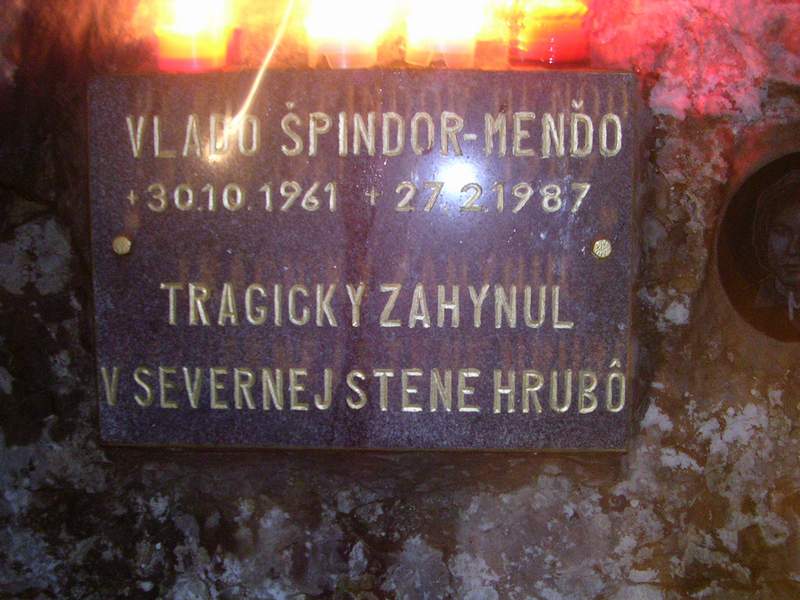 VLADO ŠPINDOR-MENĎO
+30.10.1961 + 27.2.1987
TRAGICKY ZAHYNUL
V SEVERNEJ STENE HRUBÔ